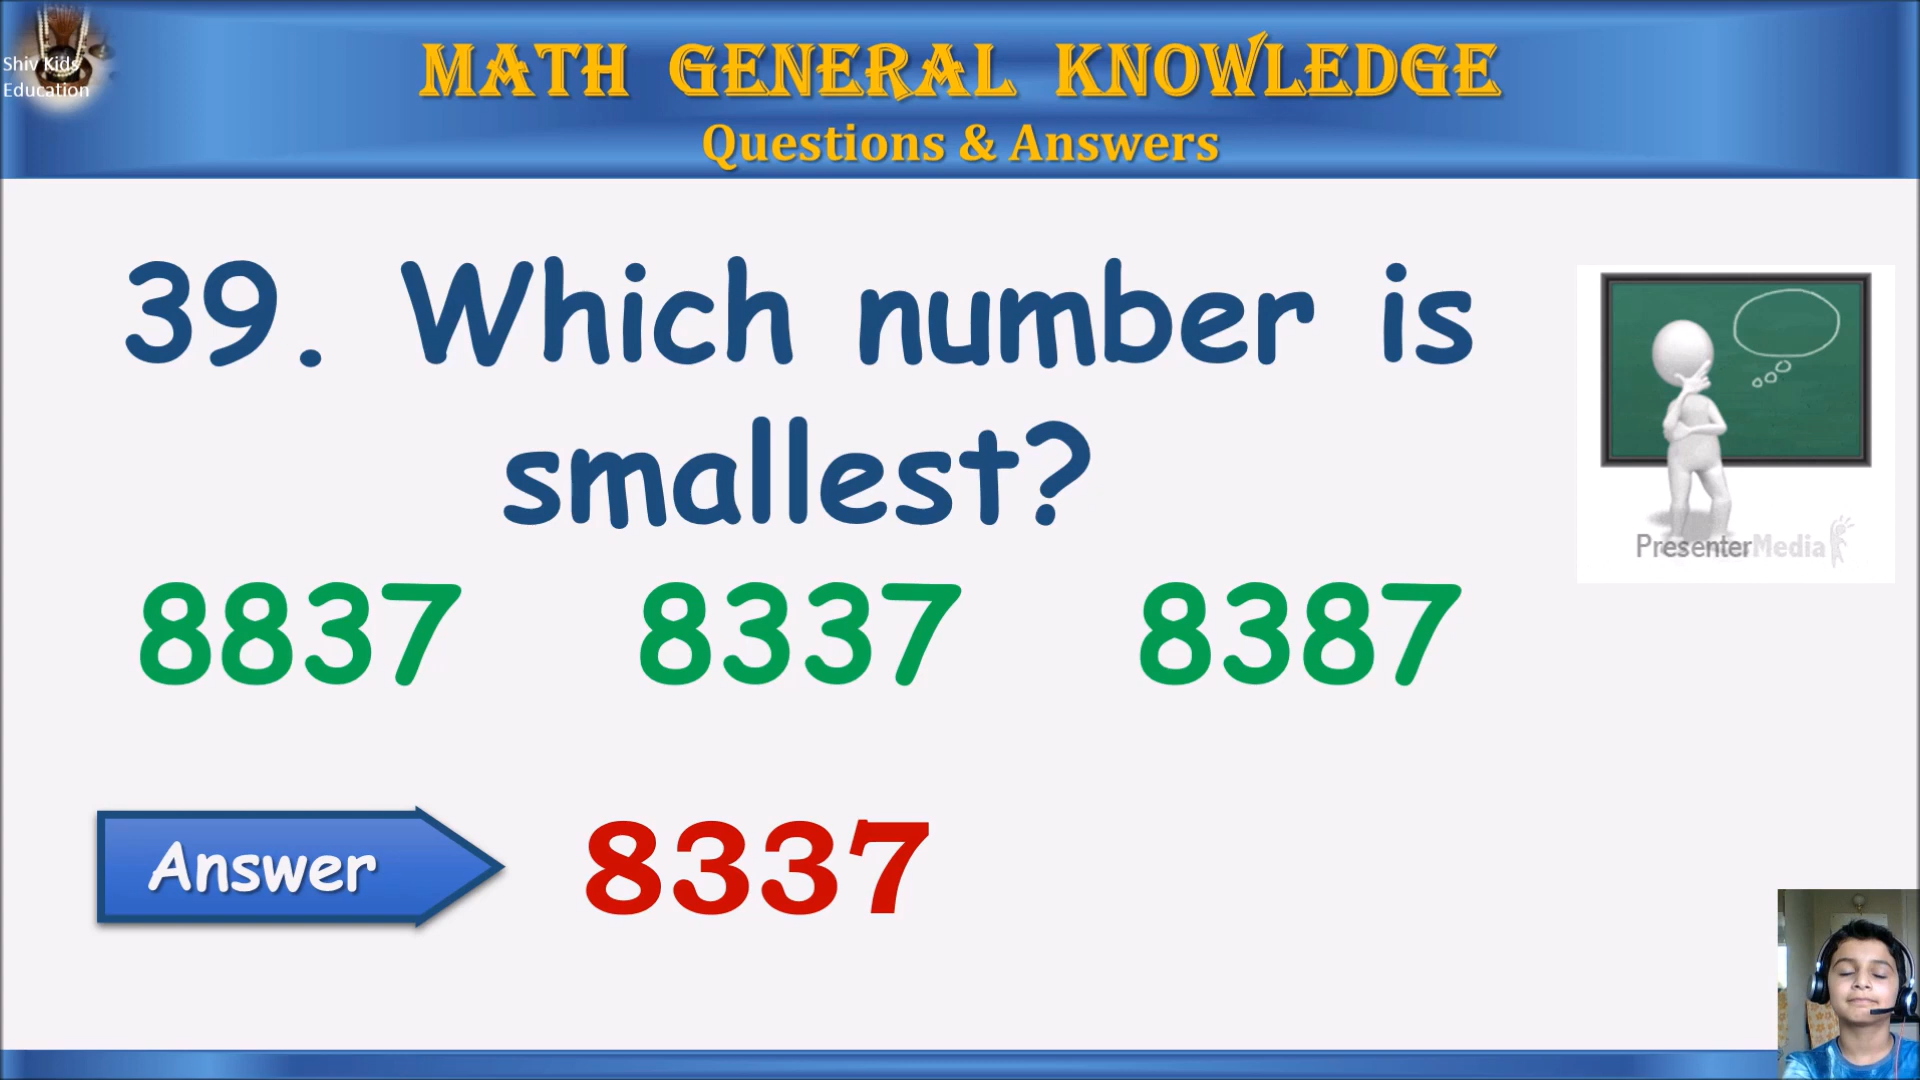 Shiv Kids
Education
MATH GENERAL KNOWLEDGE
Questions & Answers
39. Which number is
smallest?
8837 8337 8387
PresenterMedia
Answer 8337